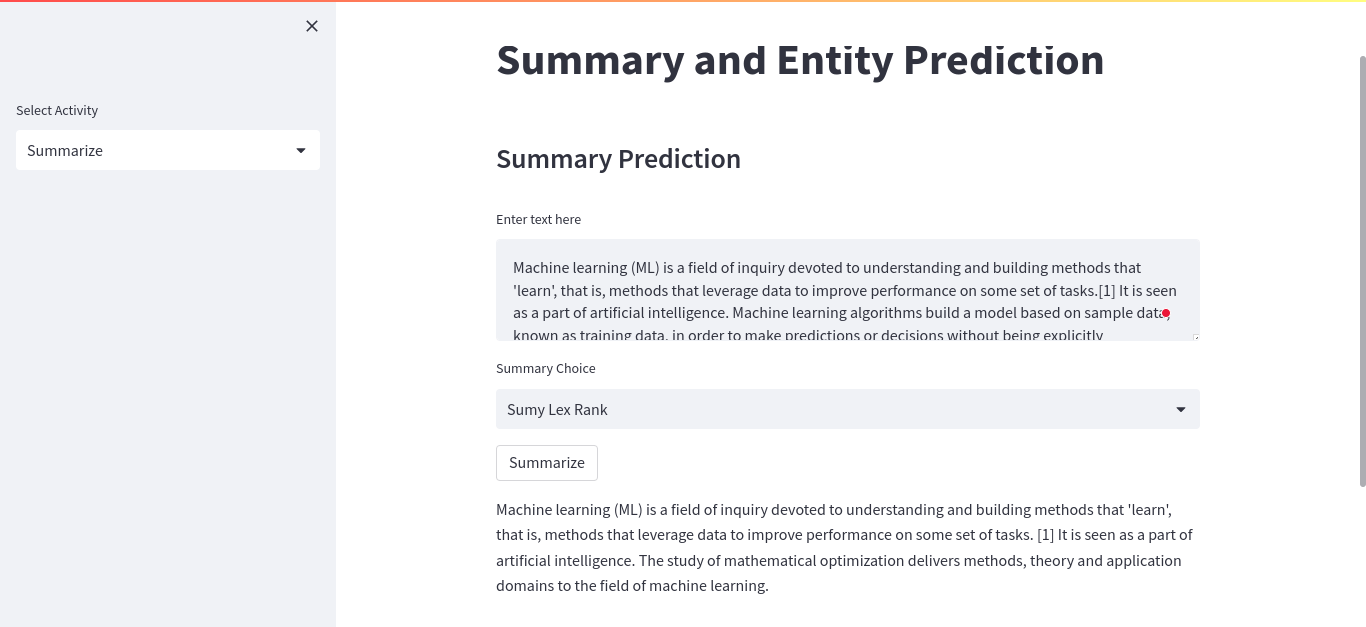 Select Activity
Summarize
Summary and Entity Prediction
Summary Prediction
Enter text here
Machine learning (ML) is a field of inquiry devoted to understanding and building methods that
'learn', that is, methods that leverage data to improve performance on some set of tasks.[1] It is seen
as a part of artificial intelligence. Machine learning algorithms build a model based on sample data,
known as training data, in order to make predictions or decisions without being explicitly
Summary Choice
Sumy Lex Rank
Summarize
Machine learning (ML) is a field of inquiry devoted to understanding and building methods that 'learn',
that is, methods that leverage data to improve performance on some set of tasks. [1] It is seen as a part of
artificial intelligence. The study of mathematical optimization delivers methods, theory and application
domains to the field of machine learning.